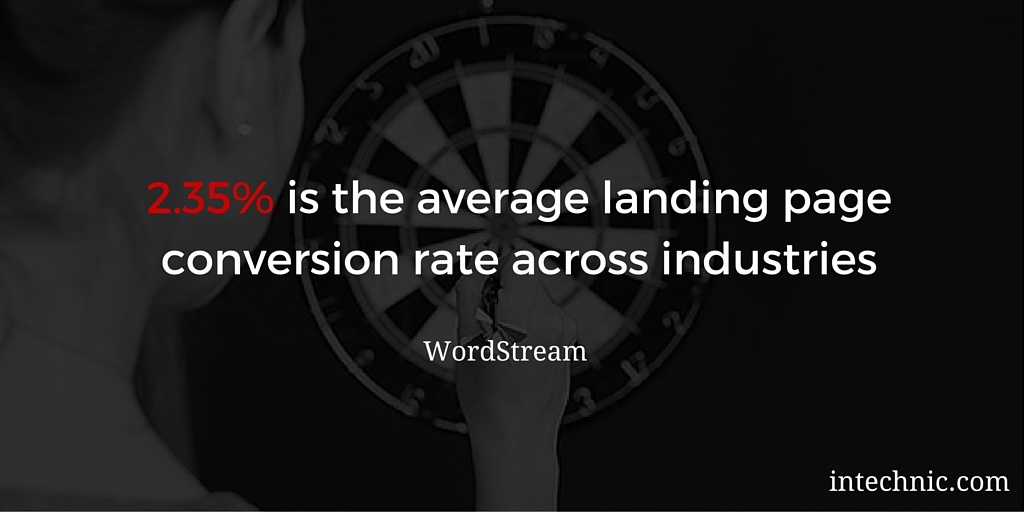 2.35% is the average landing page
conversion rate across industries
WordStream
intechnic.com